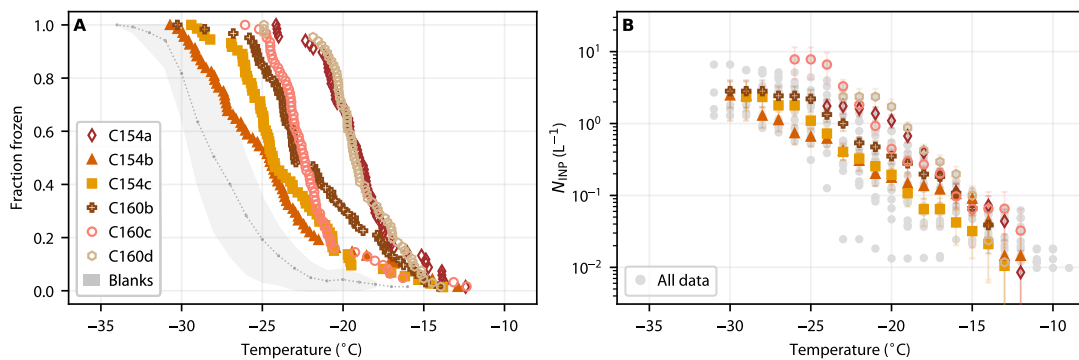 A
Fraction frozen
1.0
0.8
0.6
0.4
0.2
0.0
C154a
C154b
C154c
C160b
C160c
C160d
Blanks
−35 −30 −25 −20 −15 −10
Temperature (°C)
B
N_INP (L⁻¹)
10¹
10⁰
10⁻¹
10⁻²
All data
−35 −30 −25 −20 −15 −10
Temperature (°C)